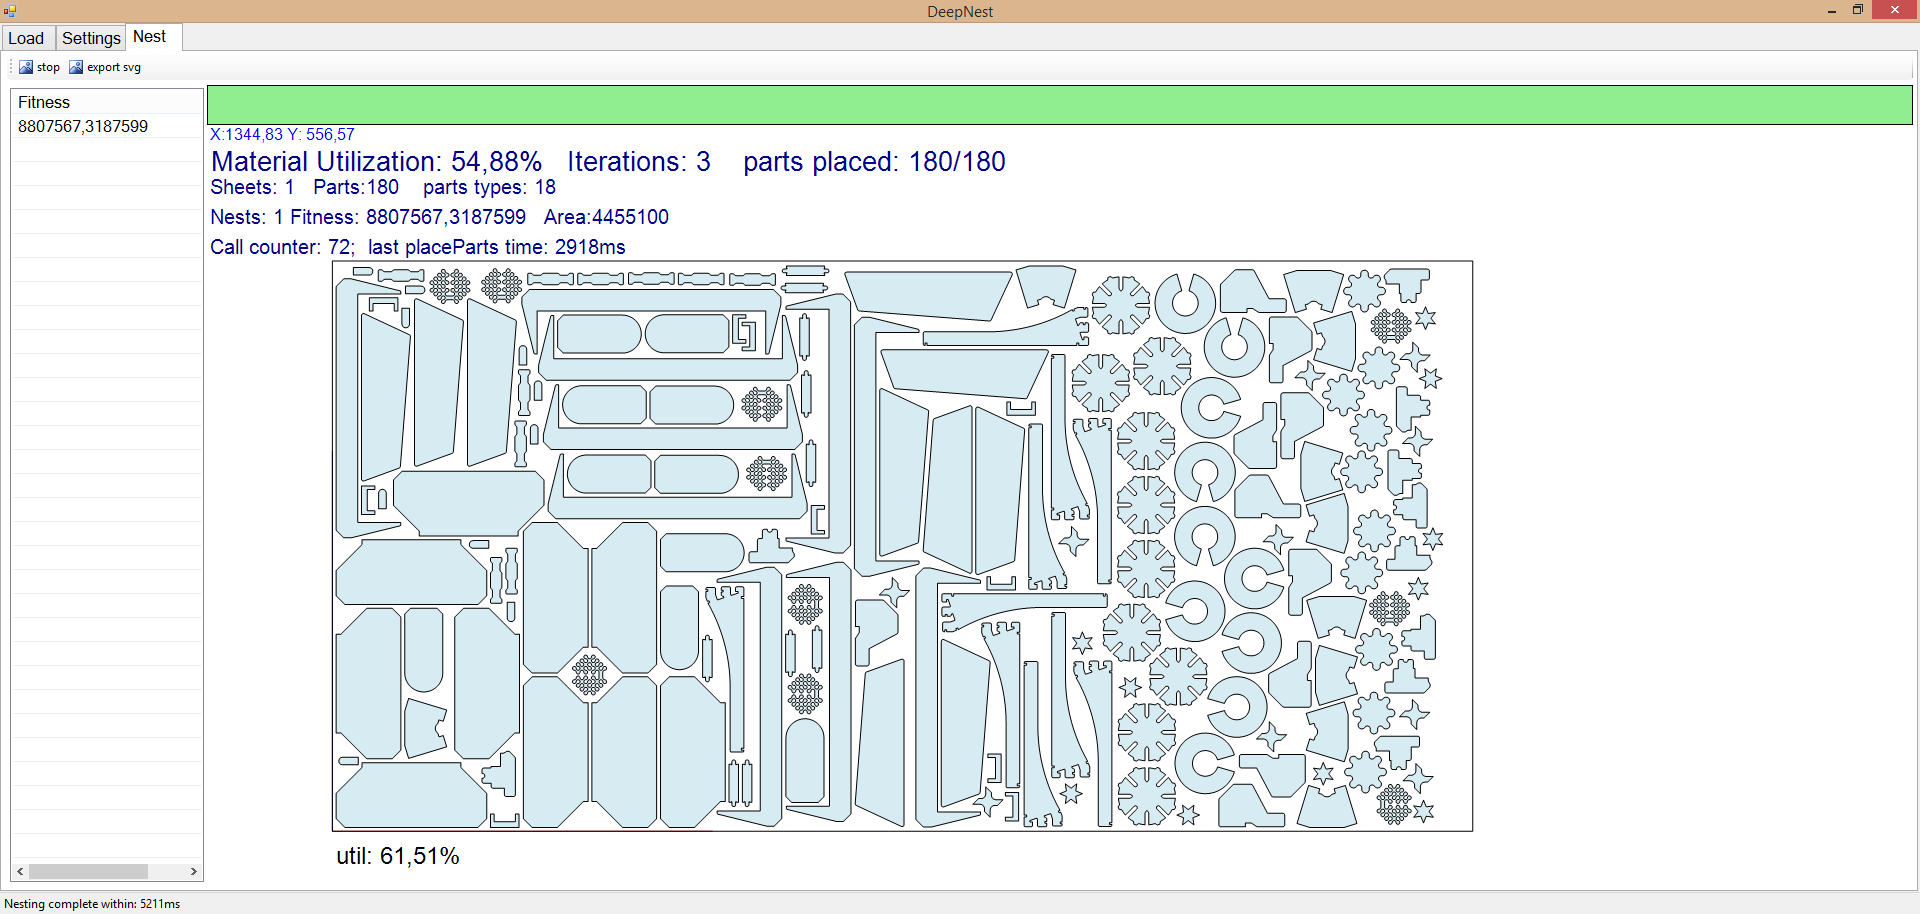 DeepNest
Load Settings Nest
stop export svg
Fitness
8807567,3187599
X:1344,83 Y: 556,57
Material Utilization: 54,88% Iterations: 3 parts placed: 180/180
Sheets: 1 Parts:180 parts types: 18
Nests: 1 Fitness: 8807567,3187599 Area:4455100
Call counter: 72; last placeParts time: 2918ms
util: 61,51%
Nesting complete within: 5211ms